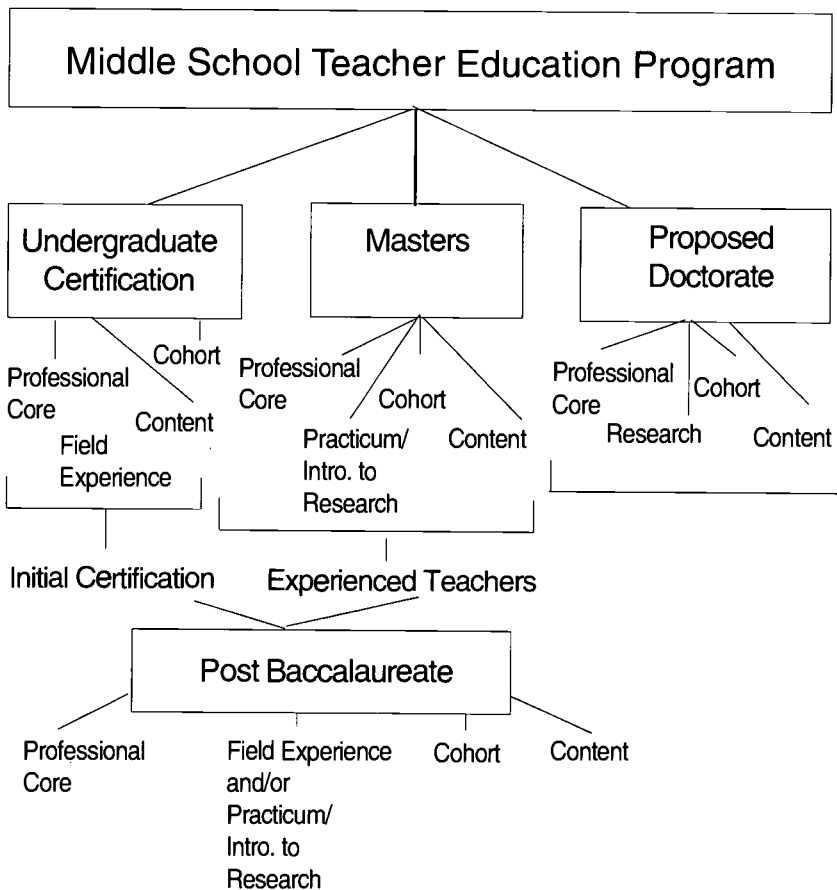 Middle School Teacher Education Program
Undergraduate
Certification
Masters
Proposed
Doctorate
Professional
Core
Field
Experience
Content
Cohort
Professional
Core
Practicum/
Intro. to
Research
Cohort
Content
Professional
Core
Research
Cohort
Content
Initial Certification
Experienced Teachers
Post Baccalaureate
Professional
Core
Field Experience
and/or
Practicum/
Intro. to
Research
Cohort
Content